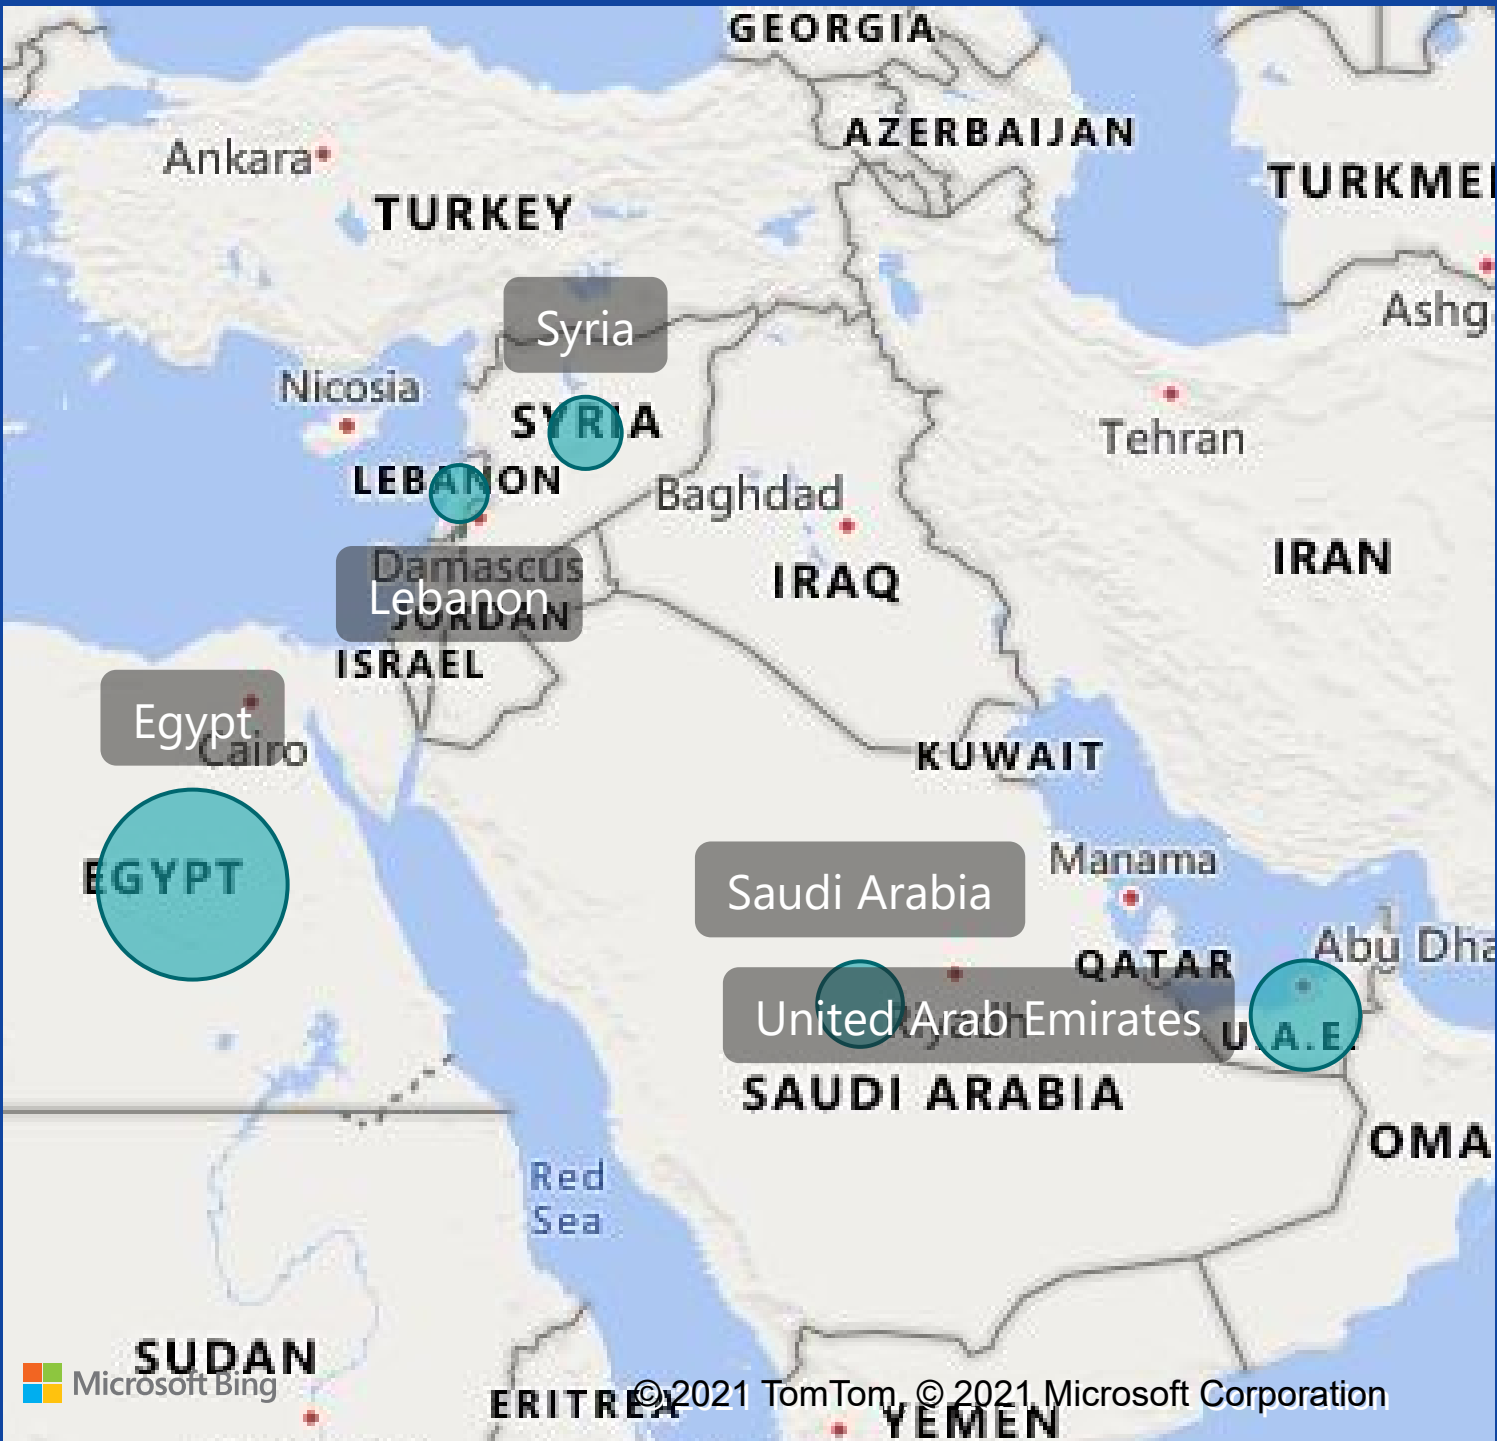 GEORGIA
AZERBAIJAN
Ankara
TURKEY
TURKME
Ashg
Syria
Nicosia
SYRIA
Tehran
LEBANON
Baghdad
IRAN
Damascus
IRAQ
Lebanon
JORDAN
ISRAEL
Egypt
Cairo
KUWAIT
EGYPT
Saudi Arabia
Manama
Abu Dha
QATAR
United Arab Emirates
Riyadh
U.A.E.
SAUDI ARABIA
OMA
Red
Sea
SUDAN
Microsoft Bing
ERITREA
© 2021 TomTom, © 2021 Microsoft Corporation
YEMEN